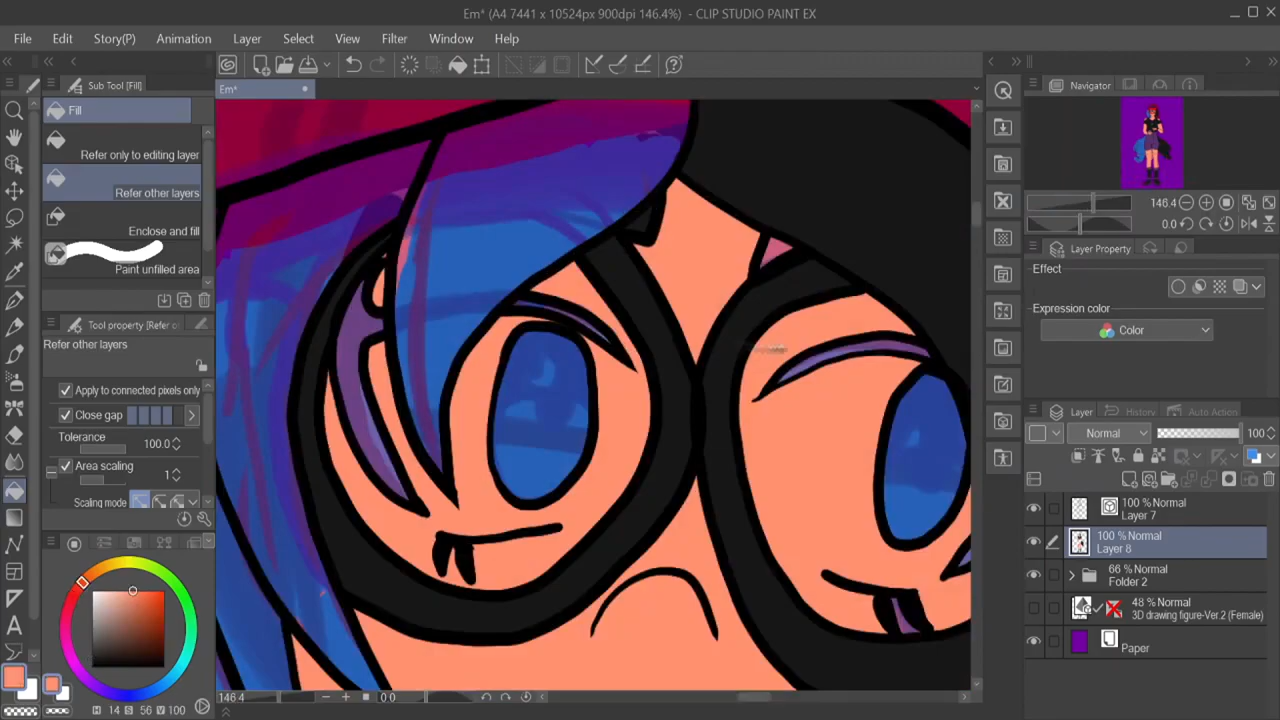 Em* (A4 7441 x 10524px 900dpi 146.4%) - CLIP STUDIO PAINT EX
File Edit Story(P) Animation Layer Select View Filter Window Help
Sub Tool [Fill]
Em*
Navigator
Fill
Refer only to editing layer
Refer other layers
Enclose and fill
Paint unfilled area
146.4
0.0
Layer Property
Effect
Expression color
Color
Tool property [Refer o
Refer other layers
Apply to connected pixels only
Close gap
Tolerance 100.0
Area scaling 1
Scaling mode
Layer History Auto Action
Normal 100
100 % Normal
Layer 7
100 % Normal
Layer 8
66 % Normal
Folder 2
48 % Normal
3D drawing figure-Ver.2 (Female)
Paper
146.4 0.0
H 14 S 56 V 100